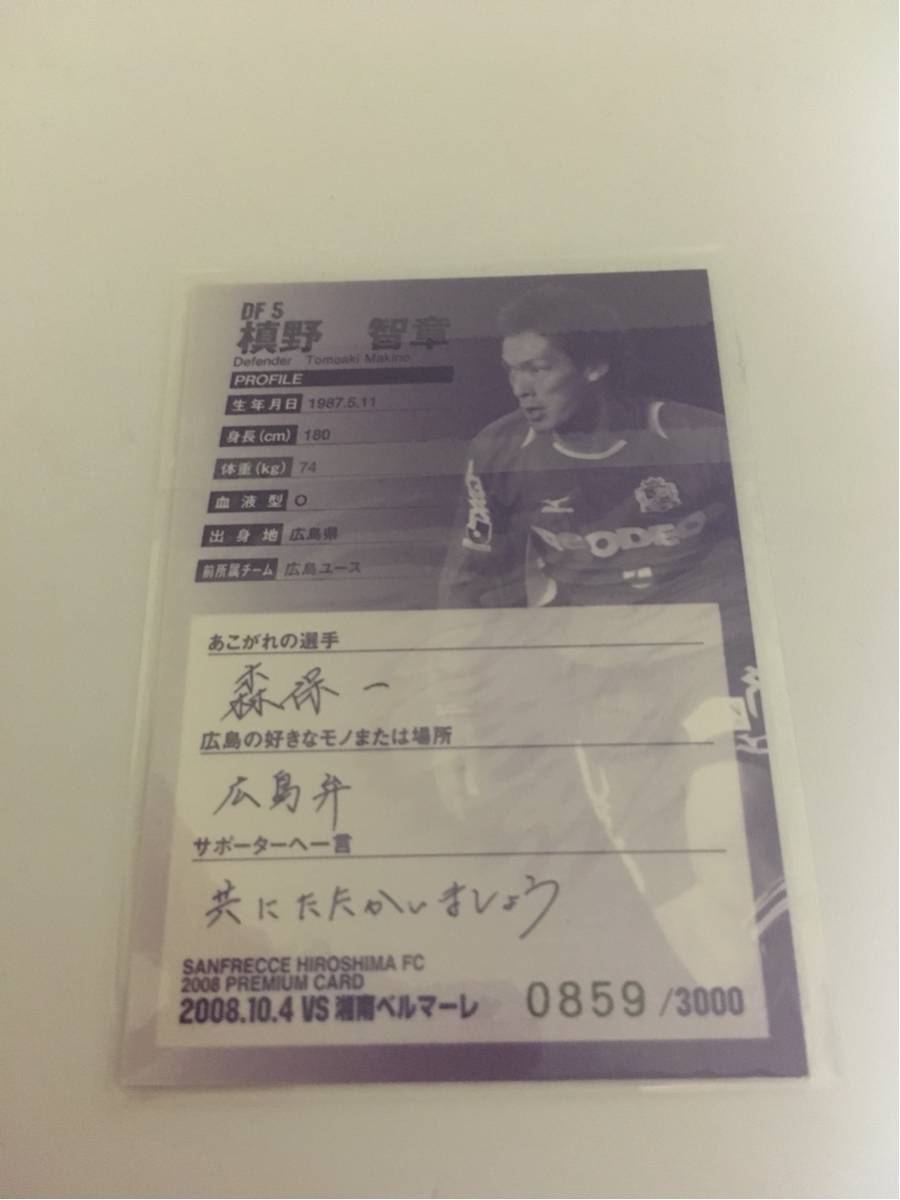 DF 5
槙野 智章
Defender Tomoaki Makino
PROFILE
生年月日 1987.5.11
身長(cm) 180
体重(kg) 74
血液型 O
出身地 広島県
前所属チーム 広島ユース
あこがれの選手
森保一
広島の好きなモノまたは場所
広島弁
サポーターへ一言
共にたたかいましょう
SANFRECCE HIROSHIMA FC
2008 PREMIUM CARD
2008.10.4 VS 湘南ベルマーレ 0859 /3000